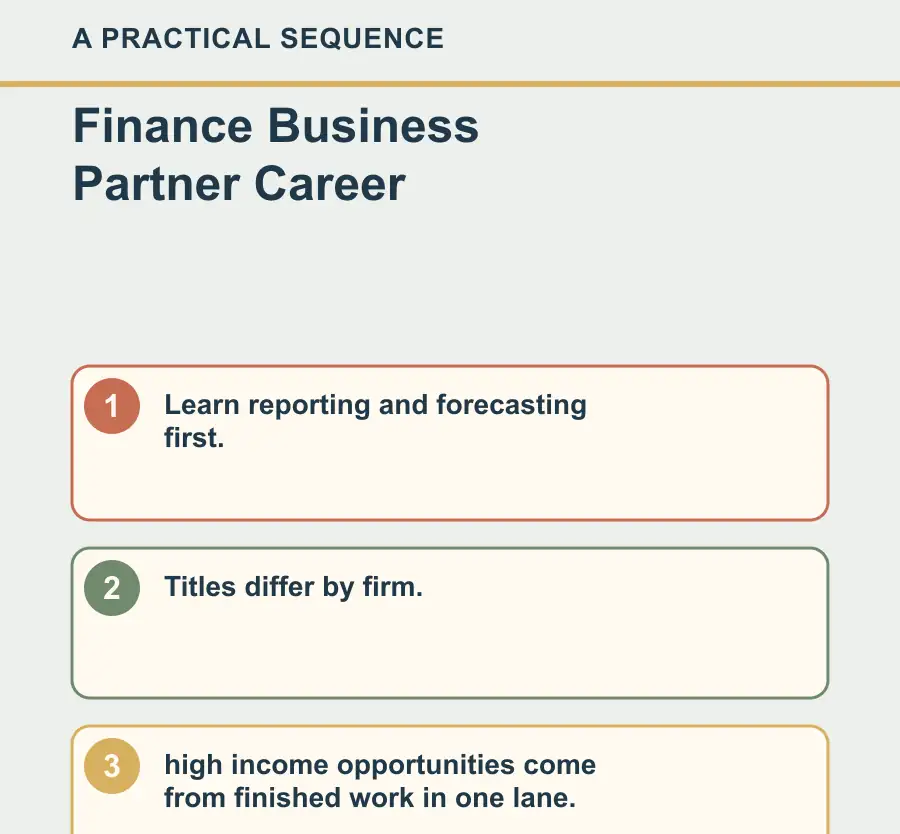 A PRACTICAL SEQUENCE
Finance Business
Partner Career
1
Learn reporting and forecasting
first.
2
Titles differ by firm.
3
high income opportunities come
from finished work in one lane.